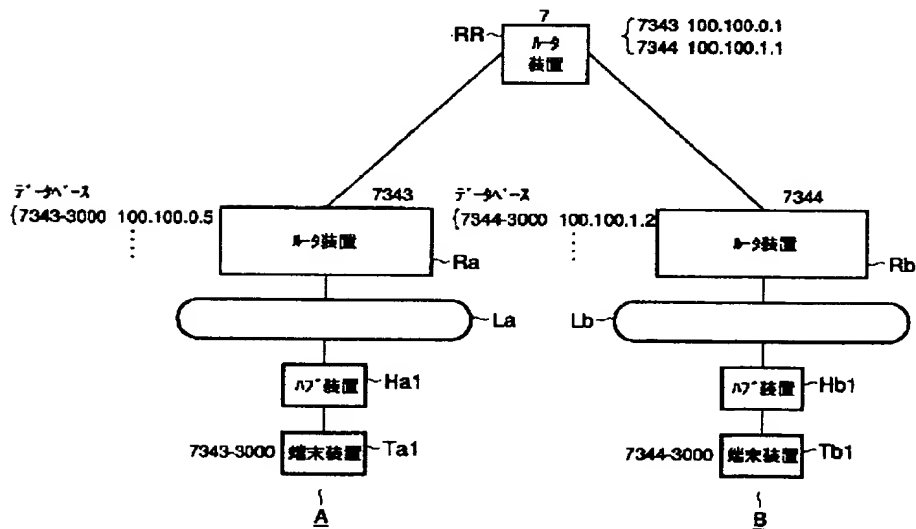 7
RR
ルータ
装置
7343 100.100.0.1
7344 100.100.1.1
データベース
7343-3000 100.100.0.5
7343
ルータ装置
Ra
データベース
7344-3000 100.100.1.2
7344
ルータ装置
Rb
La
Lb
ハブ装置
Ha1
ハブ装置
Hb1
7343-3000
端末装置
Ta1
7344-3000
端末装置
Tb1
A
B